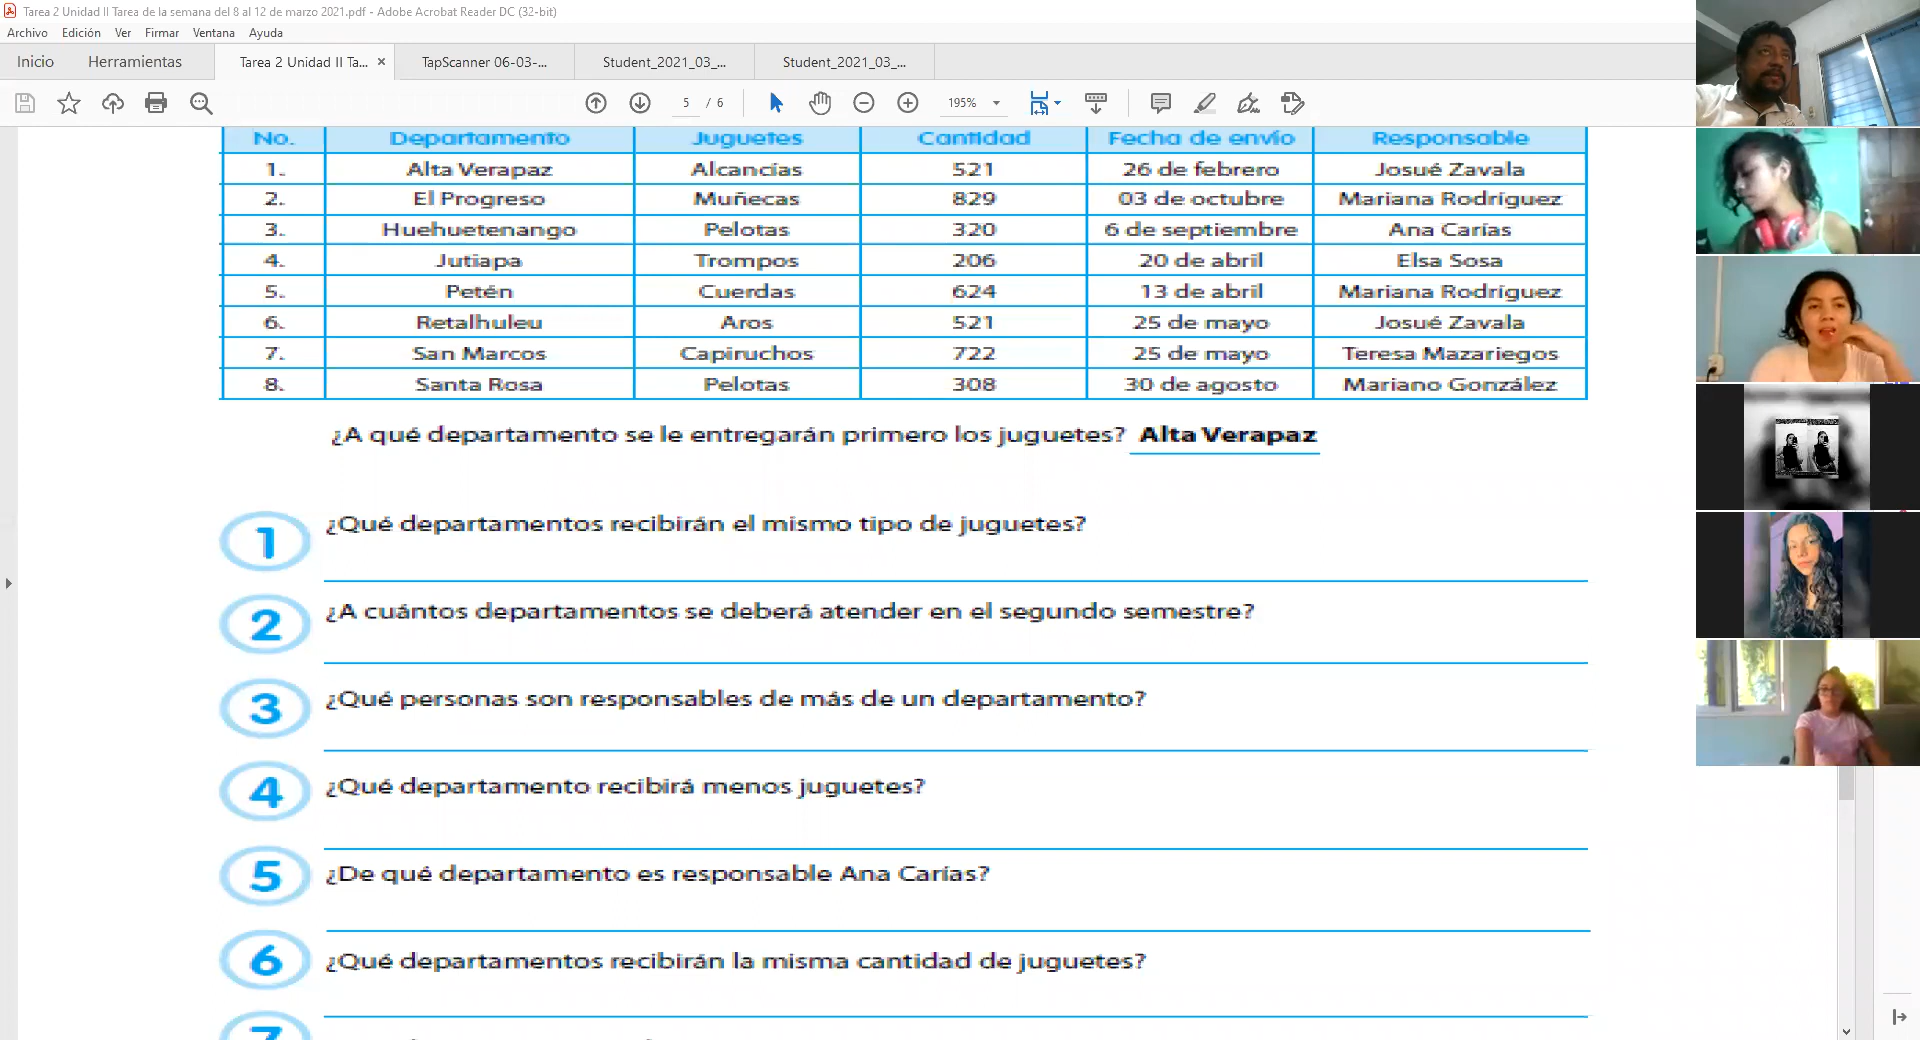 Tarea 2 Unidad II Tarea de la semana del 8 al 12 de marzo 2021.pdf - Adobe Acrobat Reader DC (32-bit)
Archivo Edición Ver Firmar Ventana Ayuda
Inicio Herramientas Tarea 2 Unidad II Ta... × TapScanner 06-03-... Student_2021_03_... Student_2021_03_...
5 / 6 195%
No. Departamento Juguetes Cantidad Fecha de envío Responsable
1. Alta Verapaz Alcancías 521 26 de febrero Josué Zavala
2. El Progreso Muñecas 829 03 de octubre Mariana Rodríguez
3. Huehuetenango Pelotas 320 6 de septiembre Ana Carías
4. Jutiapa Trompos 206 20 de abril Elsa Sosa
5. Petén Cuerdas 624 13 de abril Mariana Rodríguez
6. Retalhuleu Aros 521 25 de mayo Josué Zavala
7. San Marcos Capiruchos 722 25 de mayo Teresa Mazariegos
8. Santa Rosa Pelotas 308 30 de agosto Mariano González
¿A qué departamento se le entregarán primero los juguetes? Alta Verapaz
1 ¿Qué departamentos recibirán el mismo tipo de juguetes?
2 ¿A cuántos departamentos se deberá atender en el segundo semestre?
3 ¿Qué personas son responsables de más de un departamento?
4 ¿Qué departamento recibirá menos juguetes?
5 ¿De qué departamento es responsable Ana Carías?
6 ¿Qué departamentos recibirán la misma cantidad de juguetes?
7